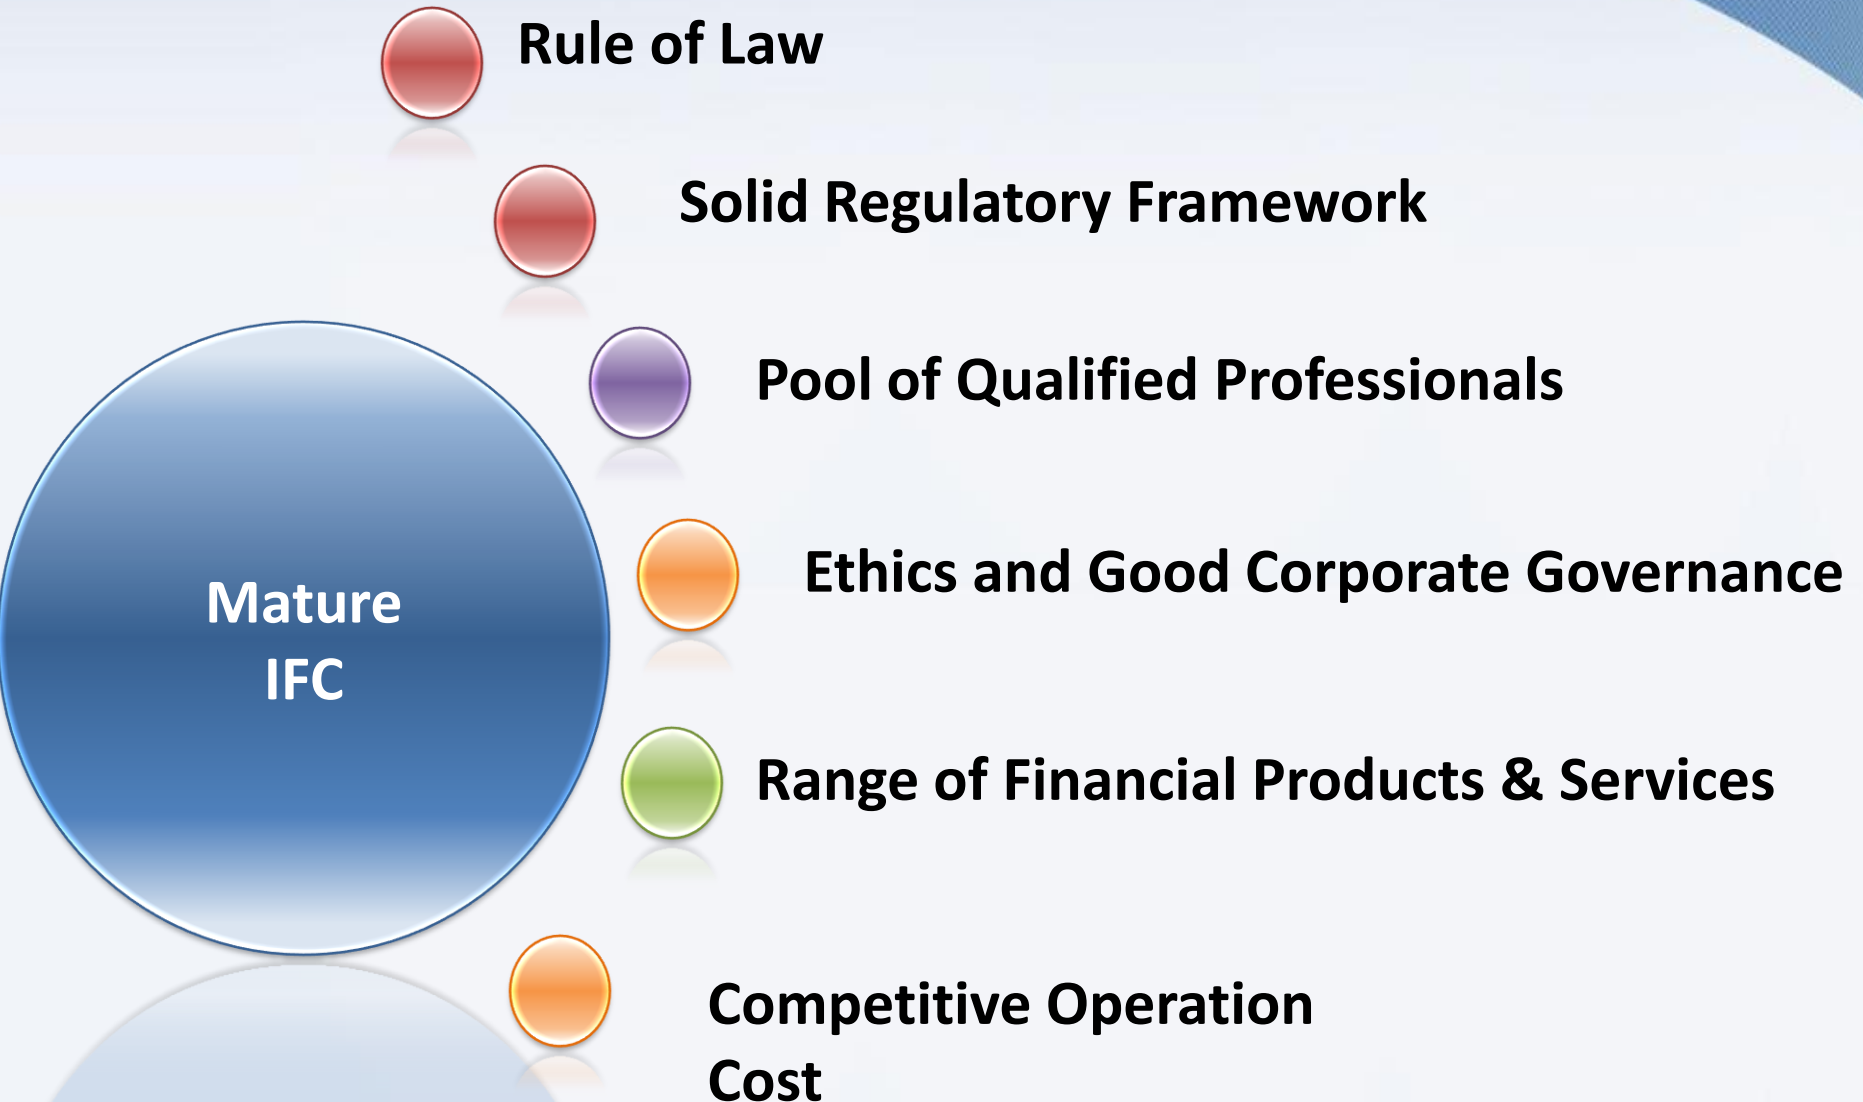 Rule of Law
Solid Regulatory Framework
Pool of Qualified Professionals
Ethics and Good Corporate Governance
Mature
IFC
Range of Financial Products & Services
Competitive Operation
Cost